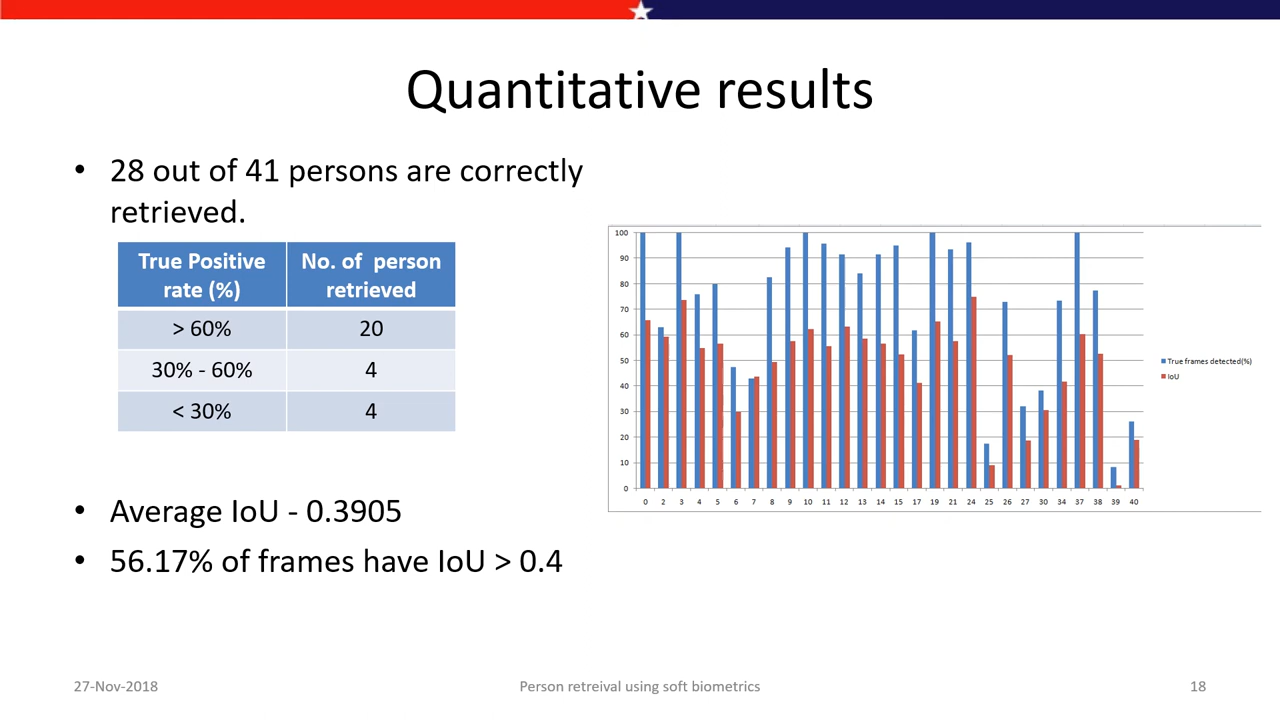 Quantitative results
• 28 out of 41 persons are correctly
retrieved.
True Positive rate (%) No. of person retrieved
> 60% 20
30% - 60% 4
< 30% 4
• Average IoU - 0.3905
• 56.17% of frames have IoU > 0.4
100
90
80
70
60
50
40
30
20
10
0
0 2 3 4 5 6 7 8 9 10 11 12 13 14 15 17 19 21 24 25 26 27 30 34 37 38 39 40
True frames detected(%)
IoU
27-Nov-2018 Person retreival using soft biometrics 18